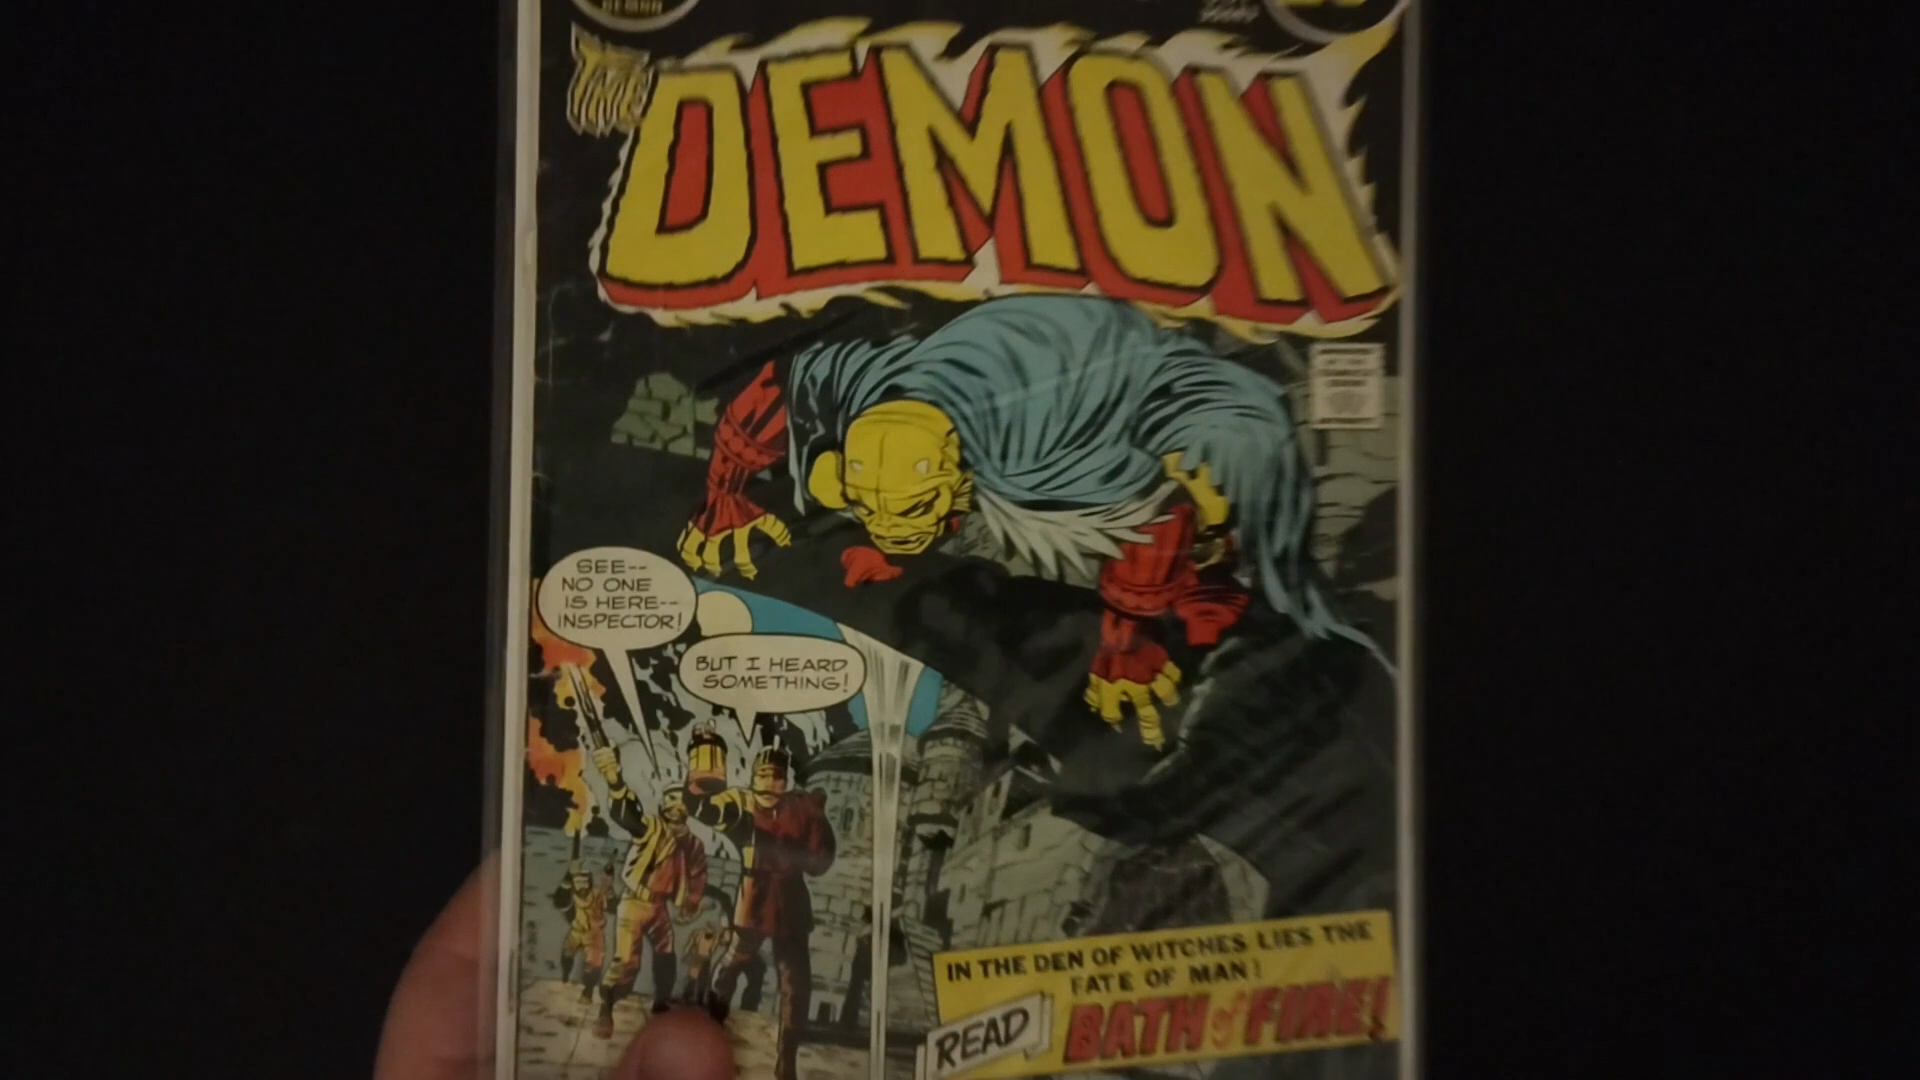 DEMON
THE
DEMON
SEE--
NO ONE
IS HERE--
INSPECTOR!
BUT I HEARD
SOMETHING!
IN THE DEN OF WITCHES LIES THE
FATE OF MAN!
READ
BATH of FIRE!